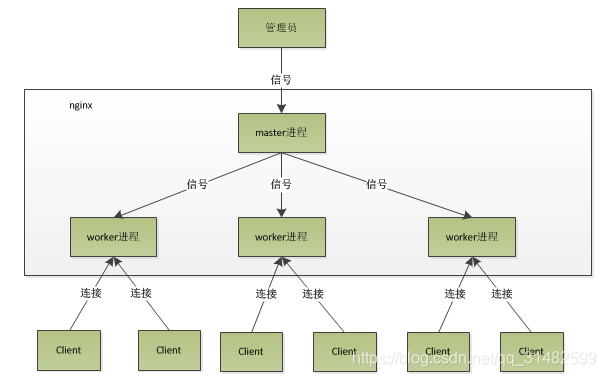 管理员
信号
nginx
master进程
信号 信号 信号
worker进程 worker进程 worker进程
连接 连接 连接 连接 连接 连接
Client Client Client Client Client Client
https://blog.csdn.net/qq_31482599